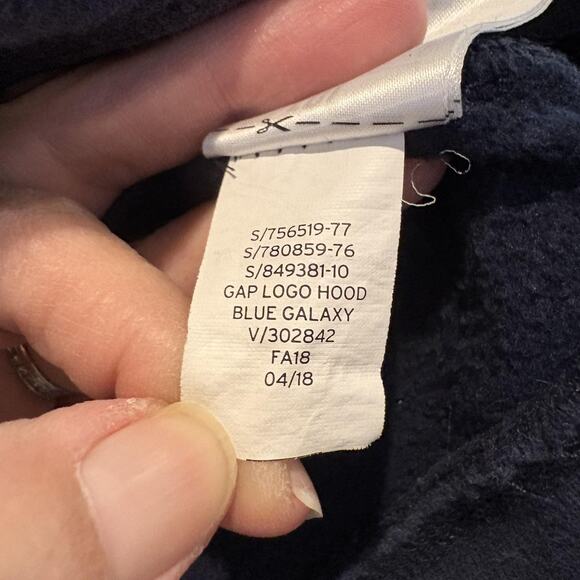 S/756519-77
S/780859-76
S/849381-10
GAP LOGO HOOD
BLUE GALAXY
V/302842
FA18
04/18